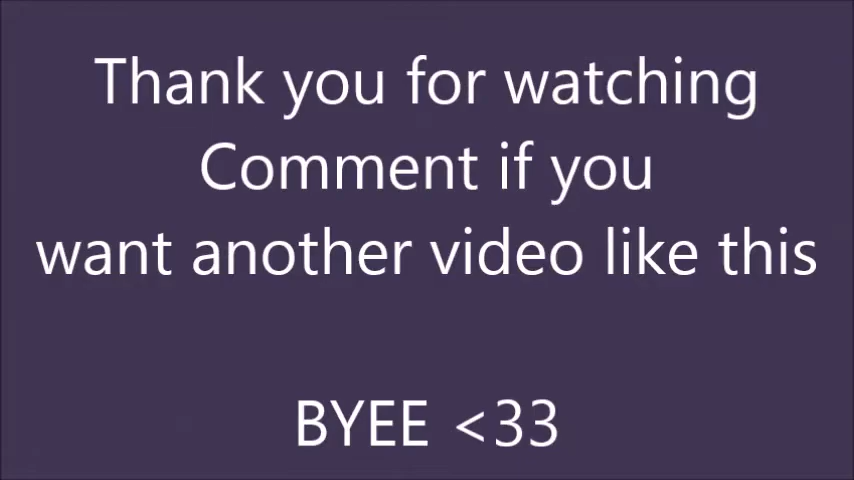 Thank you for watching
Comment if you
want another video like this
BYEE <33